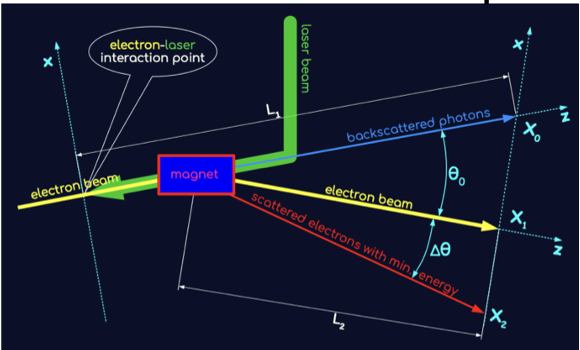 x
electron-laser
interaction point
laser beam
x
L₁
backscattered photons
z
X₀
electron beam
magnet
θ₀
electron beam
X₁
scattered electrons with min. energy
Δθ
z
L₂
X₂